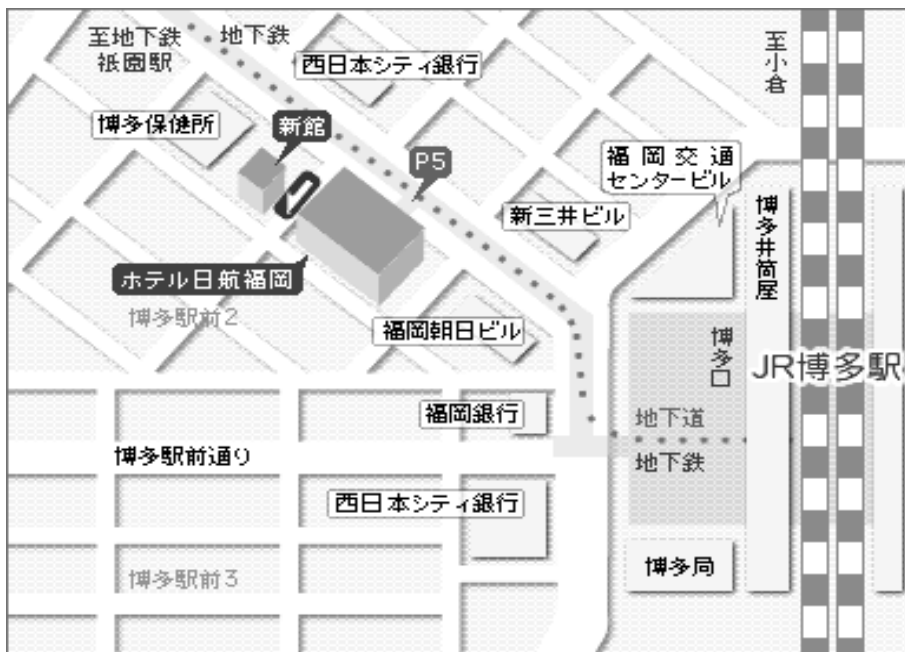 至地下鉄
祇園駅
地下鉄
西日本シティ銀行
至小倉
博多保健所
新館
P5
福岡交通
センタービル
新三井ビル
博多井筒屋
ホテル日航福岡
博多駅前2
福岡朝日ビル
博多口
JR博多駅
福岡銀行
地下道
博多駅前通り
地下鉄
西日本シティ銀行
博多局
博多駅前3